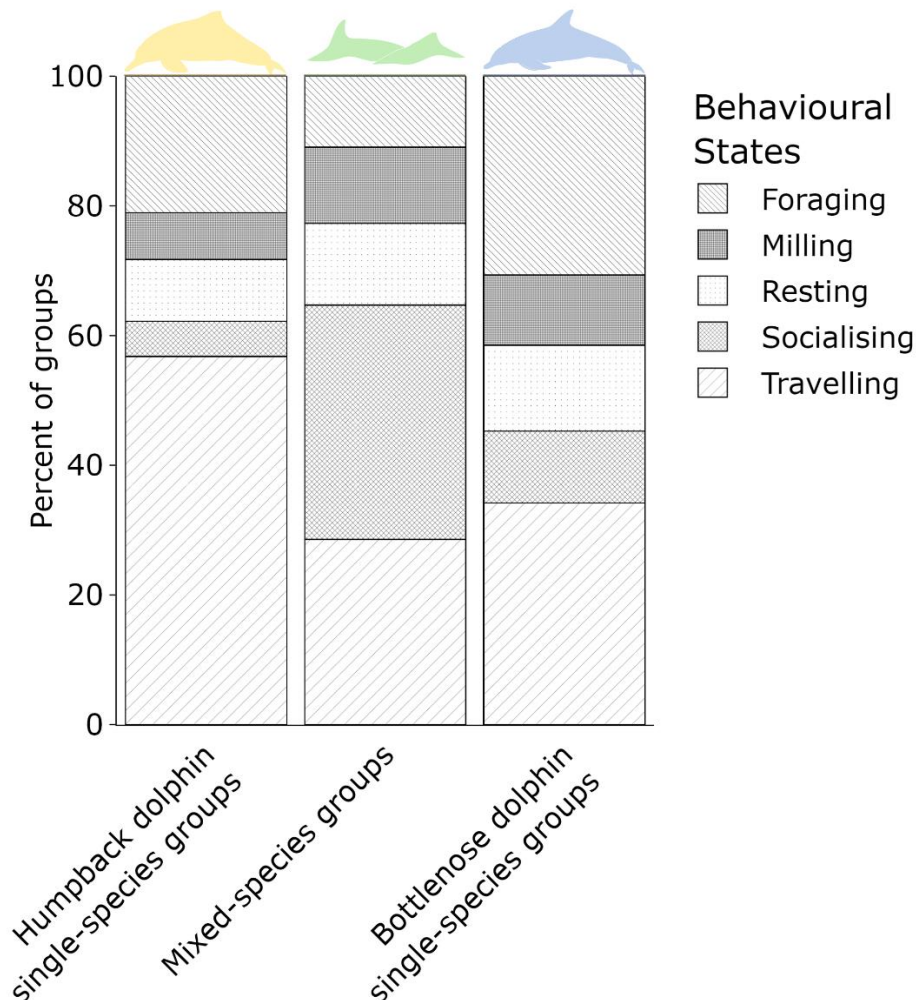 100
80
60
40
20
0
Percent of groups
Humpback dolphin
single-species groups
Mixed-species groups
Bottlenose dolphin
single-species groups
Behavioural
States
Foraging
Milling
Resting
Socialising
Travelling